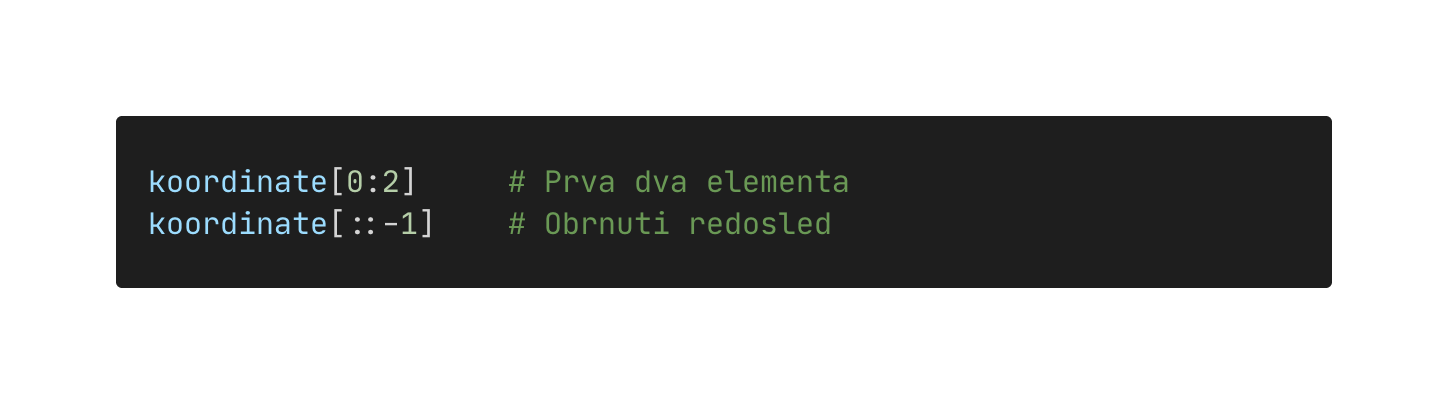 koordinate[0:2]     # Prva dva elementa
koordinate[::-1]    # Obrnuti redosled